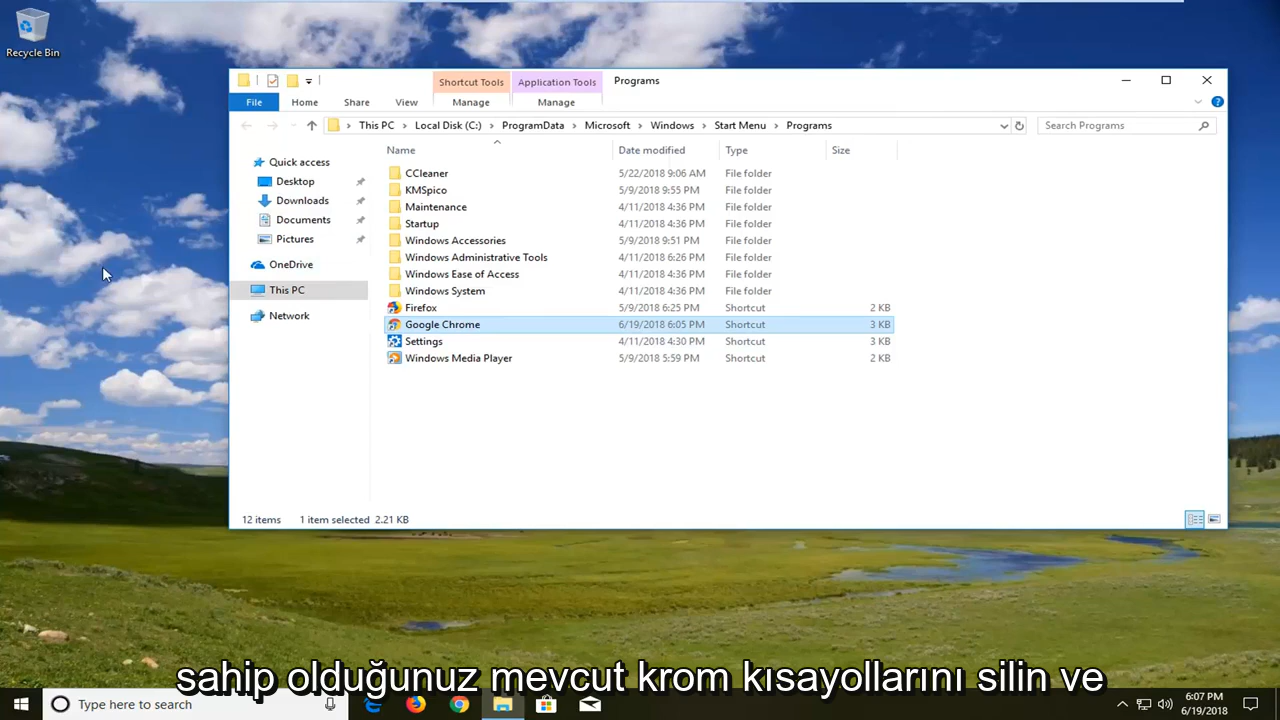 Recycle Bin
Shortcut Tools
Application Tools
Programs
File
Home
Share
View
Manage
Manage
This PC
Local Disk (C:)
ProgramData
Microsoft
Windows
Start Menu
Programs
Search Programs
Name
Date modified
Type
Size
Quick access
Desktop
Downloads
Documents
Pictures
OneDrive
This PC
Network
CCleaner 5/22/2018 9:06 AM File folder
KMSpico 5/9/2018 9:55 PM File folder
Maintenance 4/11/2018 4:36 PM File folder
Startup 4/11/2018 4:36 PM File folder
Windows Accessories 5/9/2018 9:51 PM File folder
Windows Administrative Tools 4/11/2018 6:26 PM File folder
Windows Ease of Access 4/11/2018 4:36 PM File folder
Windows System 4/11/2018 4:36 PM File folder
Firefox 5/9/2018 6:25 PM Shortcut 2 KB
Google Chrome 6/19/2018 6:05 PM Shortcut 3 KB
Settings 4/11/2018 4:30 PM Shortcut 3 KB
Windows Media Player 5/9/2018 5:59 PM Shortcut 2 KB
12 items 1 item selected 2.21 KB
sahip olduğunuz mevcut krom kısayollarını silin ve
Type here to search
6:07 PM
6/19/2018